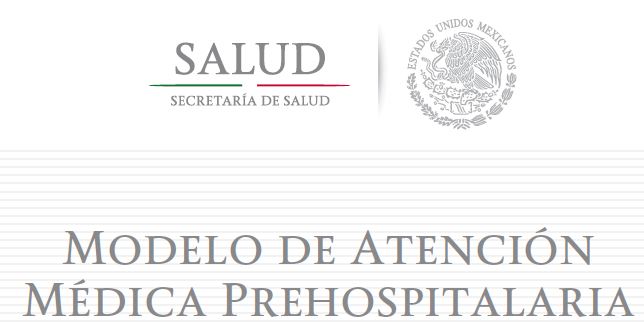 SALUD
SECRETARÍA DE SALUD
ESTADOS UNIDOS MEXICANOS
MODELO DE ATENCIÓN
MÉDICA PREHOSPITALARIA